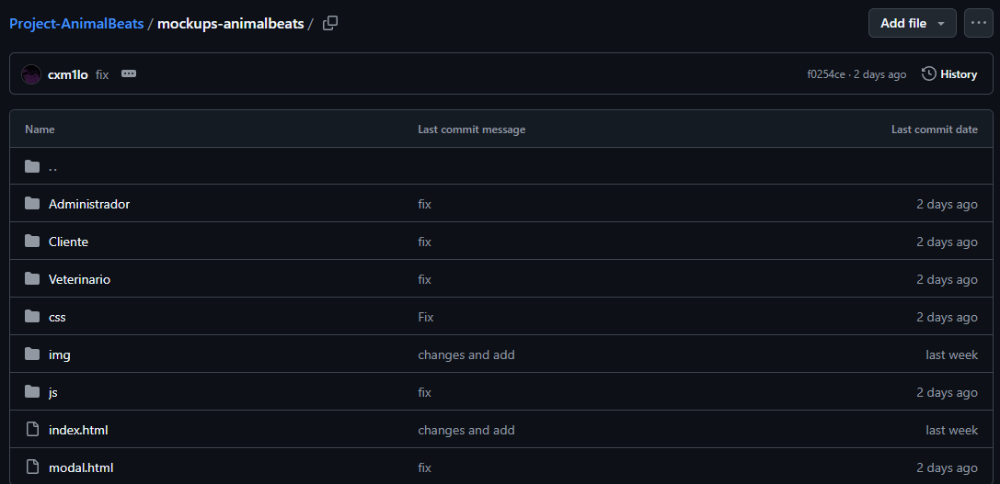 Project-AnimalBeats / mockups-animalbeats /
Add file
cxm1lo fix
f0254ce · 2 days ago
History
Name Last commit message Last commit date
..
Administrador fix 2 days ago
Cliente fix 2 days ago
Veterinario fix 2 days ago
css Fix 2 days ago
img changes and add last week
js fix 2 days ago
index.html changes and add last week
modal.html fix 2 days ago